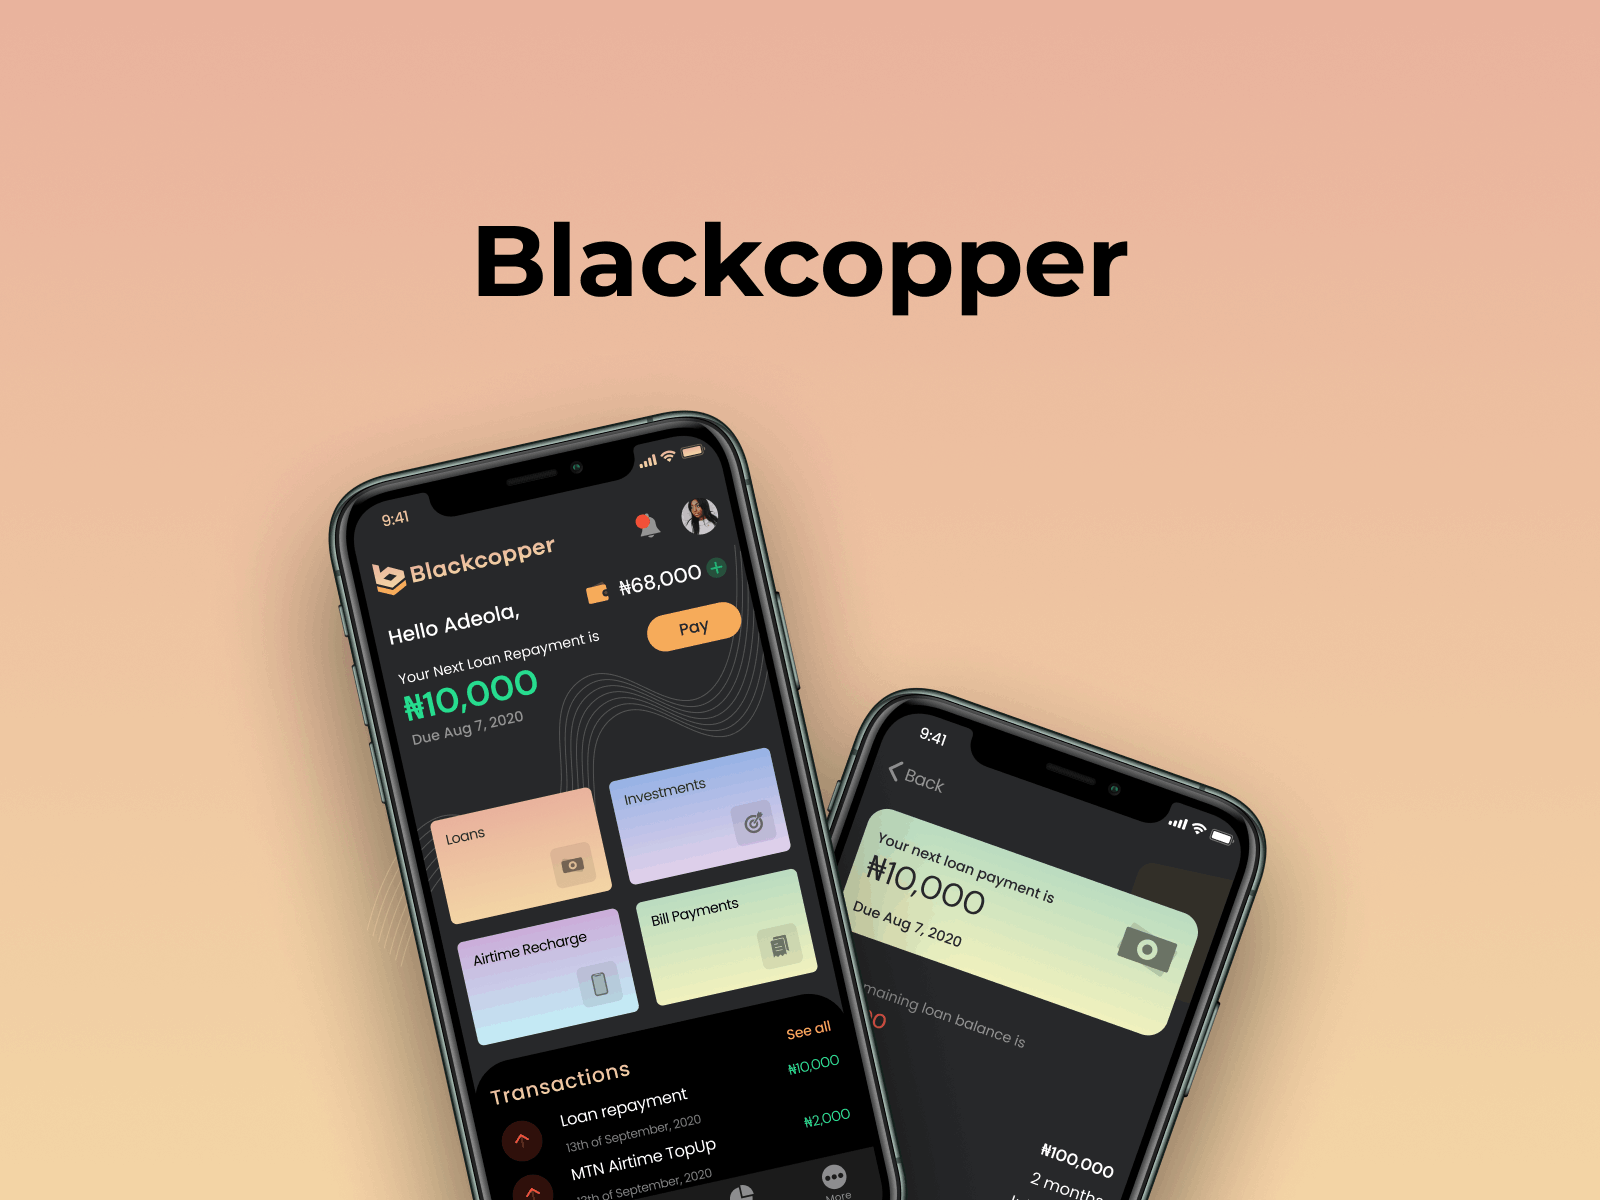 Blackcopper
9:41
Blackcopper
₦68,000
Hello Adeola,
Pay
Your Next Loan Repayment is
₦10,000
Due Aug 7, 2020
Loans
Investments
Airtime Recharge
Bill Payments
Transactions
See all
Loan repayment
₦10,000
13th of September, 2020
MTN Airtime TopUp
₦2,000
13th of September, 2020
More
9:41
Back
Your next loan payment is
₦10,000
Due Aug 7, 2020
maining loan balance is
₦100,000
2 months